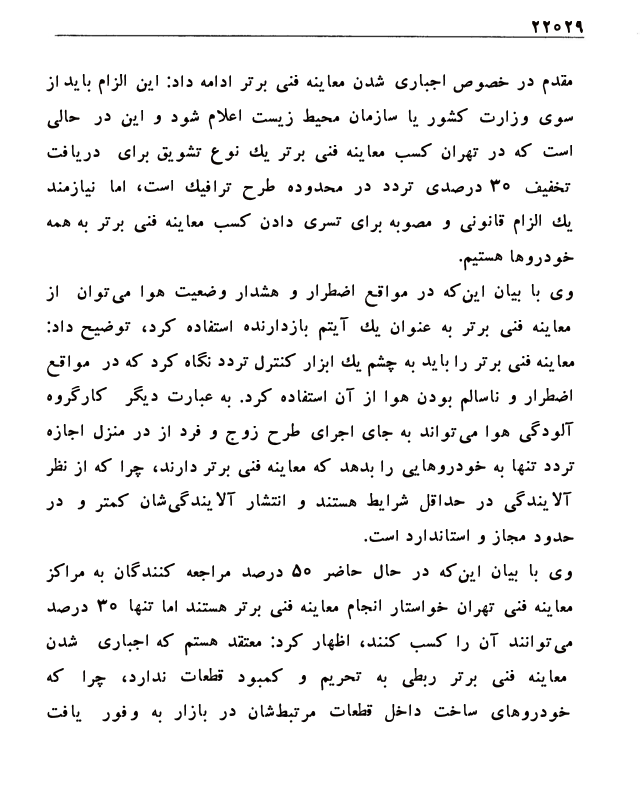 ۲۲۰۲۹
مقدم در خصوص اجباری شدن معاینه فنی برتر ادامه داد: این الزام باید از
سوی وزارت کشور یا سازمان محیط زیست اعلام شود و این در حالی
است که در تهران کسب معاینه فنی برتر یك نوع تشویق برای دریافت
تخفیف ۳۰ درصدی تردد در محدوده طرح ترافیك است، اما نیازمند
یك الزام قانونی و مصوبه برای تسری دادن کسب معاینه فنی برتر به همه
خودروها هستیم.
وی با بیان این‌که در مواقع اضطرار و هشدار وضعیت هوا می‌توان از
معاینه فنی برتر به عنوان یك آیتم بازدارنده استفاده کرد، توضیح داد:
معاینه فنی برتر را باید به چشم یك ابزار کنترل تردد نگاه کرد که در مواقع
اضطرار و ناسالم بودن هوا از آن استفاده کرد. به عبارت دیگر کارگروه
آلودگی هوا می‌تواند به جای اجرای طرح زوج و فرد از در منزل اجازه
تردد تنها به خودروهایی را بدهد که معاینه فنی برتر دارند، چرا که از نظر
آلایندگی در حداقل شرایط هستند و انتشار آلایندگی‌شان کمتر و در
حدود مجاز و استاندارد است.
وی با بیان این‌که در حال حاضر ۵۰ درصد مراجعه کنندگان به مراکز
معاینه فنی تهران خواستار انجام معاینه فنی برتر هستند اما تنها ۳۰ درصد
می‌توانند آن را کسب کنند، اظهار کرد: معتقد هستم که اجباری شدن
معاینه فنی برتر ربطی به تحریم و کمبود قطعات ندارد، چرا که
خودروهای ساخت داخل قطعات مرتبط‌شان در بازار به وفور یافت